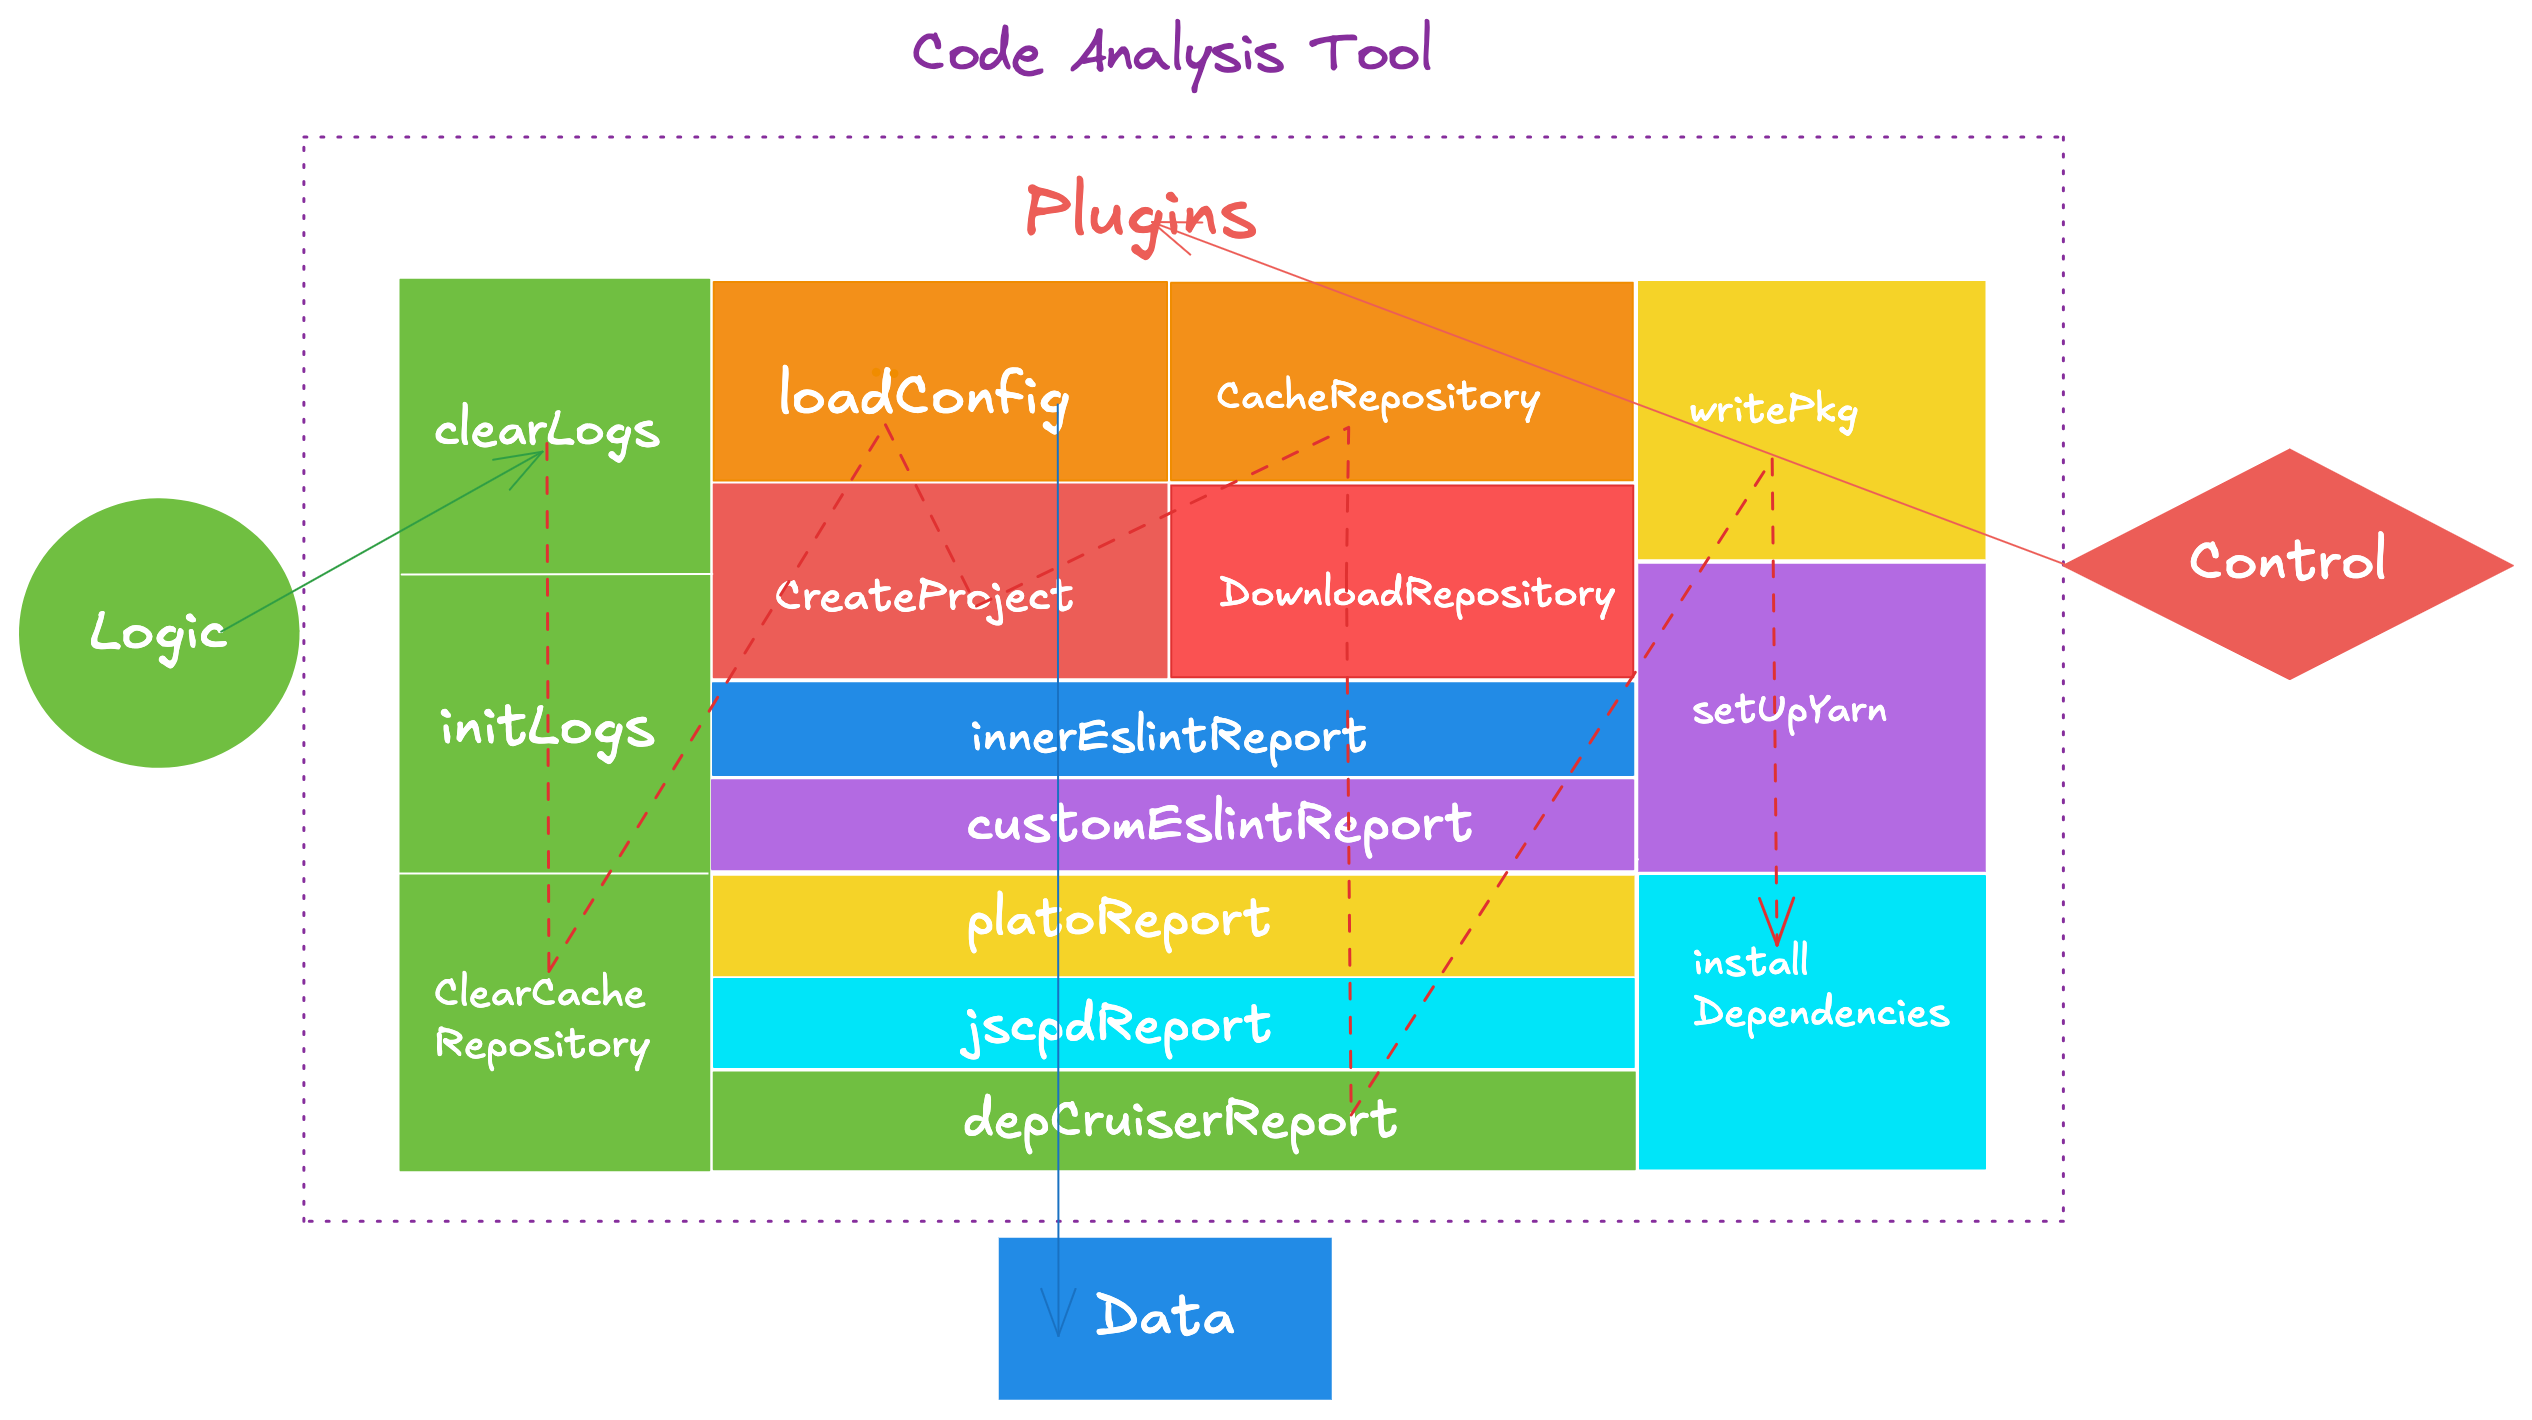 Code Analysis Tool
Plugins
clearLogs
initLogs
ClearCache
Repository
loadConfig
CacheRepository
CreateProject
DownloadRepository
innerEslintReport
customEslintReport
platoReport
jscpdReport
depCruiserReport
writePkg
setUpYarn
install
Dependencies
Logic
Control
Data